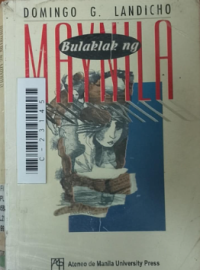 DOMINGO G. LANDICHO
Bulaklak ng
MAYNILA
Ateneo de Manila University Press